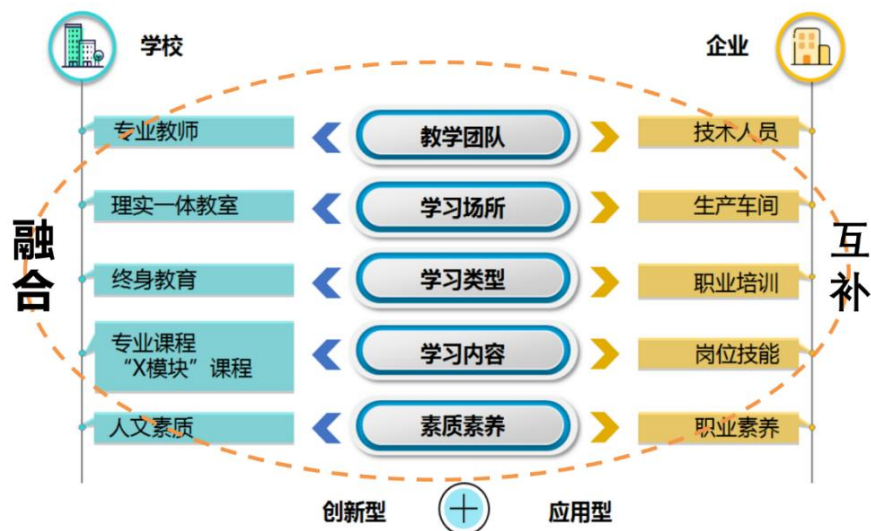 学校
企业
专业教师
教学团队
技术人员
理实一体教室
学习场所
生产车间
融合
互补
终身教育
学习类型
职业培训
专业课程
“X模块”课程
学习内容
岗位技能
人文素质
素质素养
职业素养
创新型
应用型